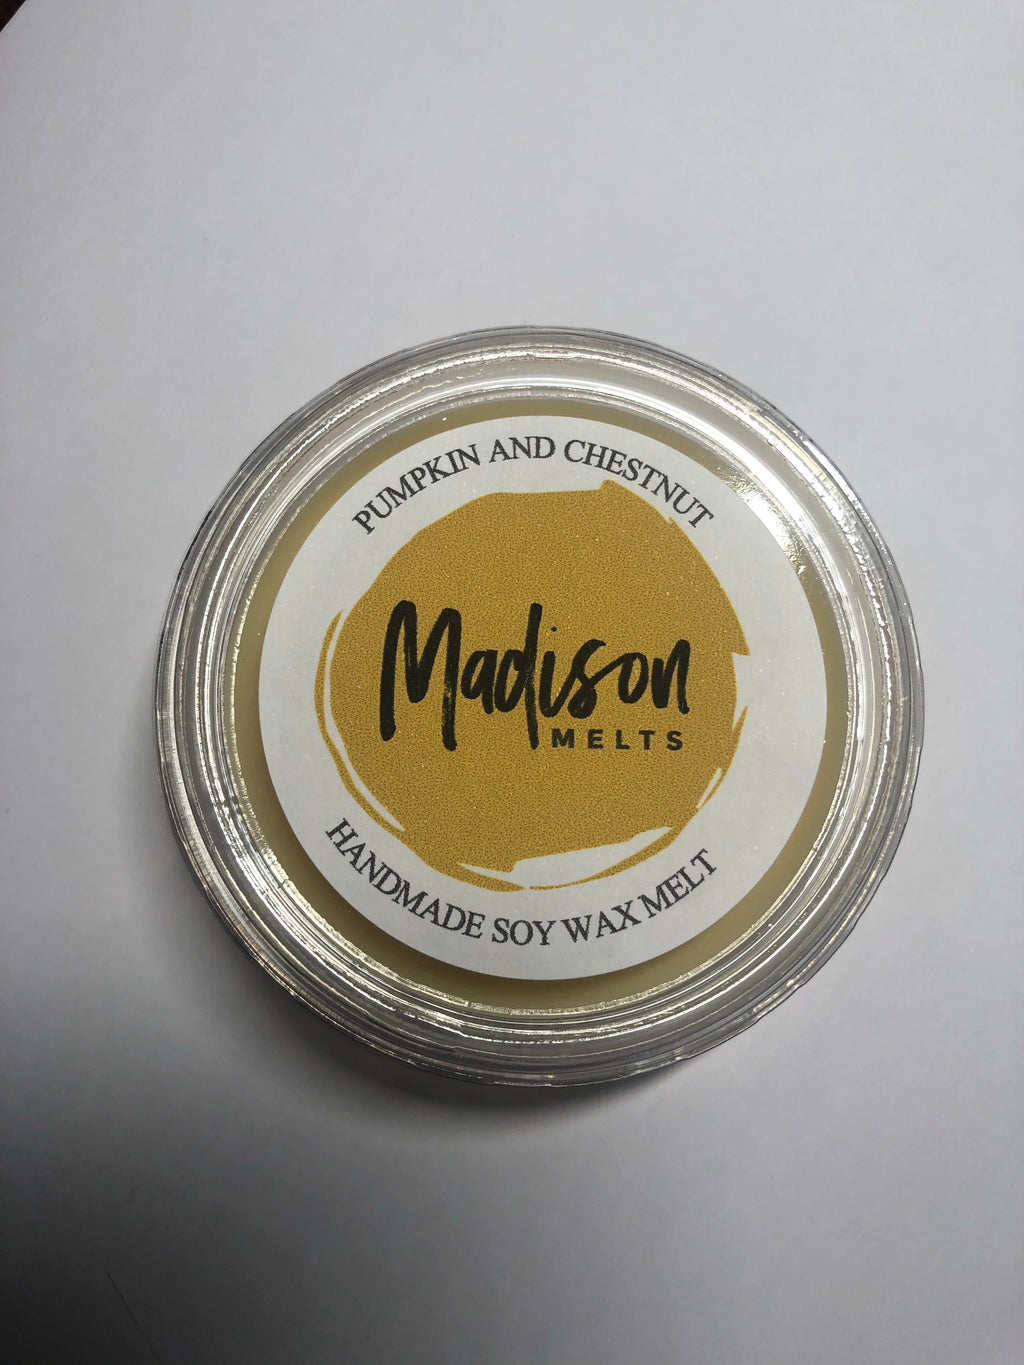 PUMPKIN AND CHESTNUT
Madison
MELTS
HANDMADE SOY WAX MELT